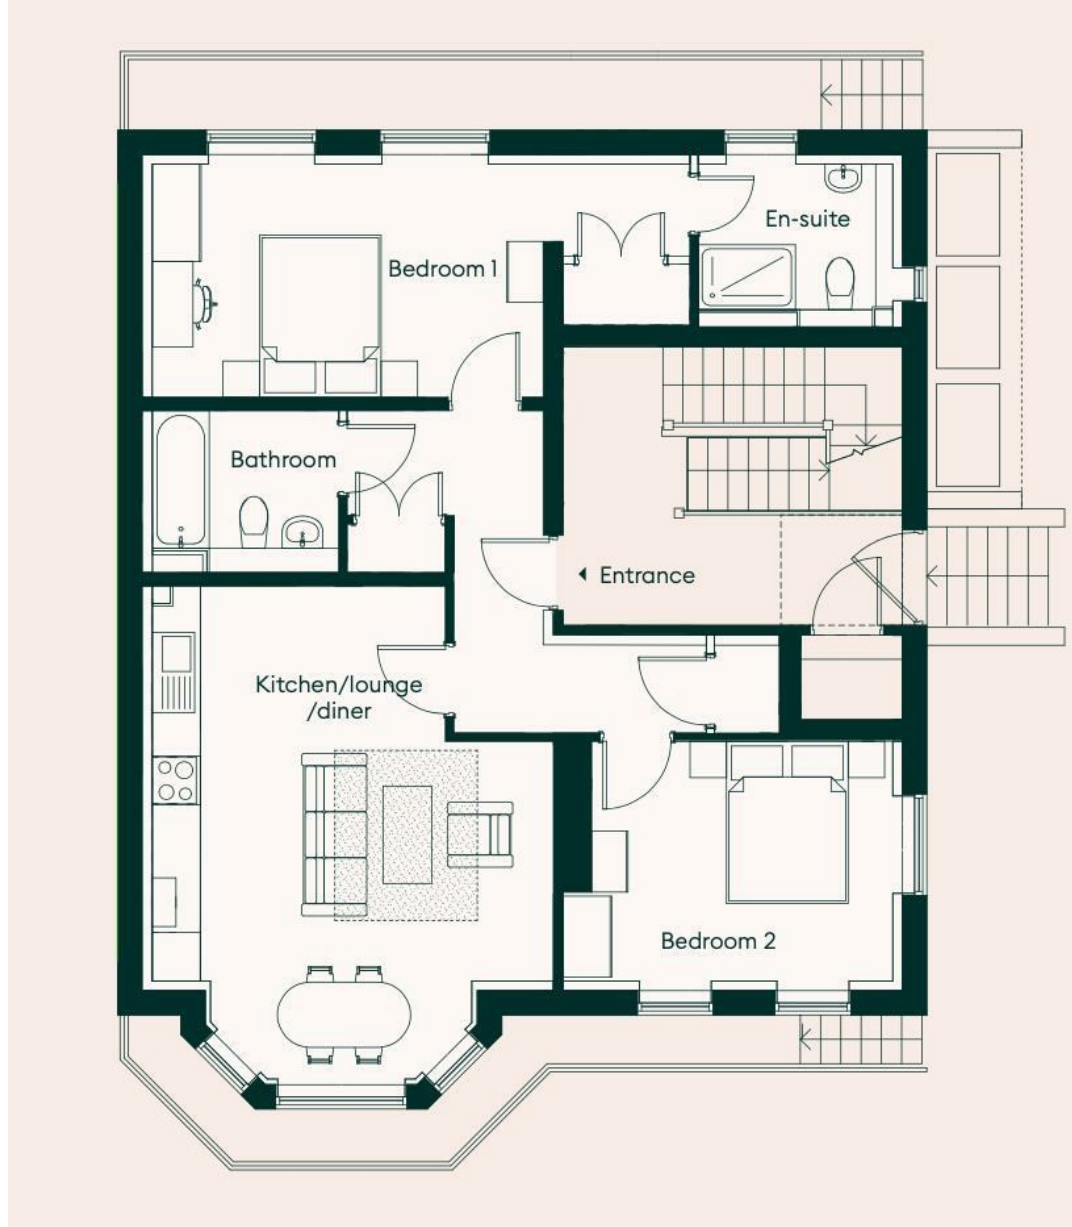 En-suite
Bedroom 1
Bathroom
Entrance
Kitchen/lounge
/diner
Bedroom 2